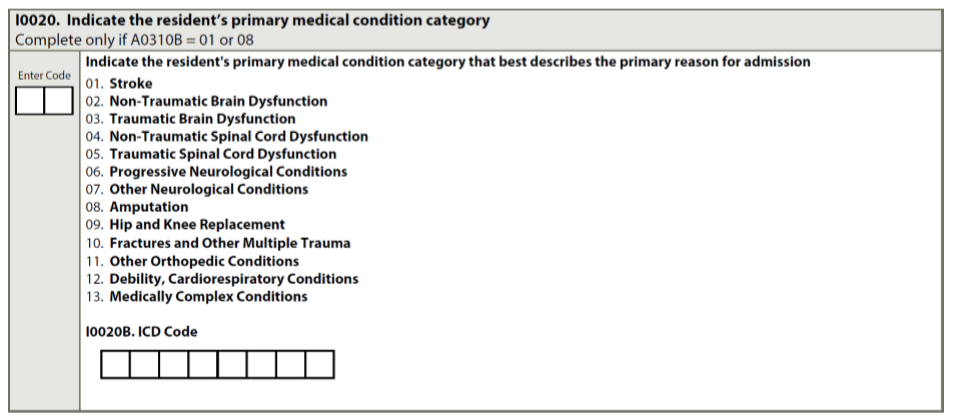 I0020. Indicate the resident's primary medical condition category
Complete only if A0310B = 01 or 08
Enter Code
Indicate the resident's primary medical condition category that best describes the primary reason for admission
01. Stroke
02. Non-Traumatic Brain Dysfunction
03. Traumatic Brain Dysfunction
04. Non-Traumatic Spinal Cord Dysfunction
05. Traumatic Spinal Cord Dysfunction
06. Progressive Neurological Conditions
07. Other Neurological Conditions
08. Amputation
09. Hip and Knee Replacement
10. Fractures and Other Multiple Trauma
11. Other Orthopedic Conditions
12. Debility, Cardiorespiratory Conditions
13. Medically Complex Conditions
I0020B. ICD Code